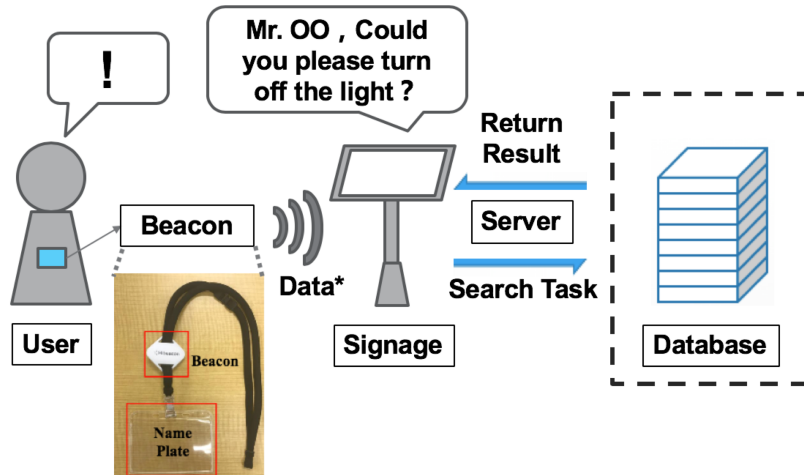 !
Mr. OO , Could
you please turn
off the light ?
Return
Result
Beacon
Server
Data*
Search Task
User
Signage
Database
Beacon
Name
Plate